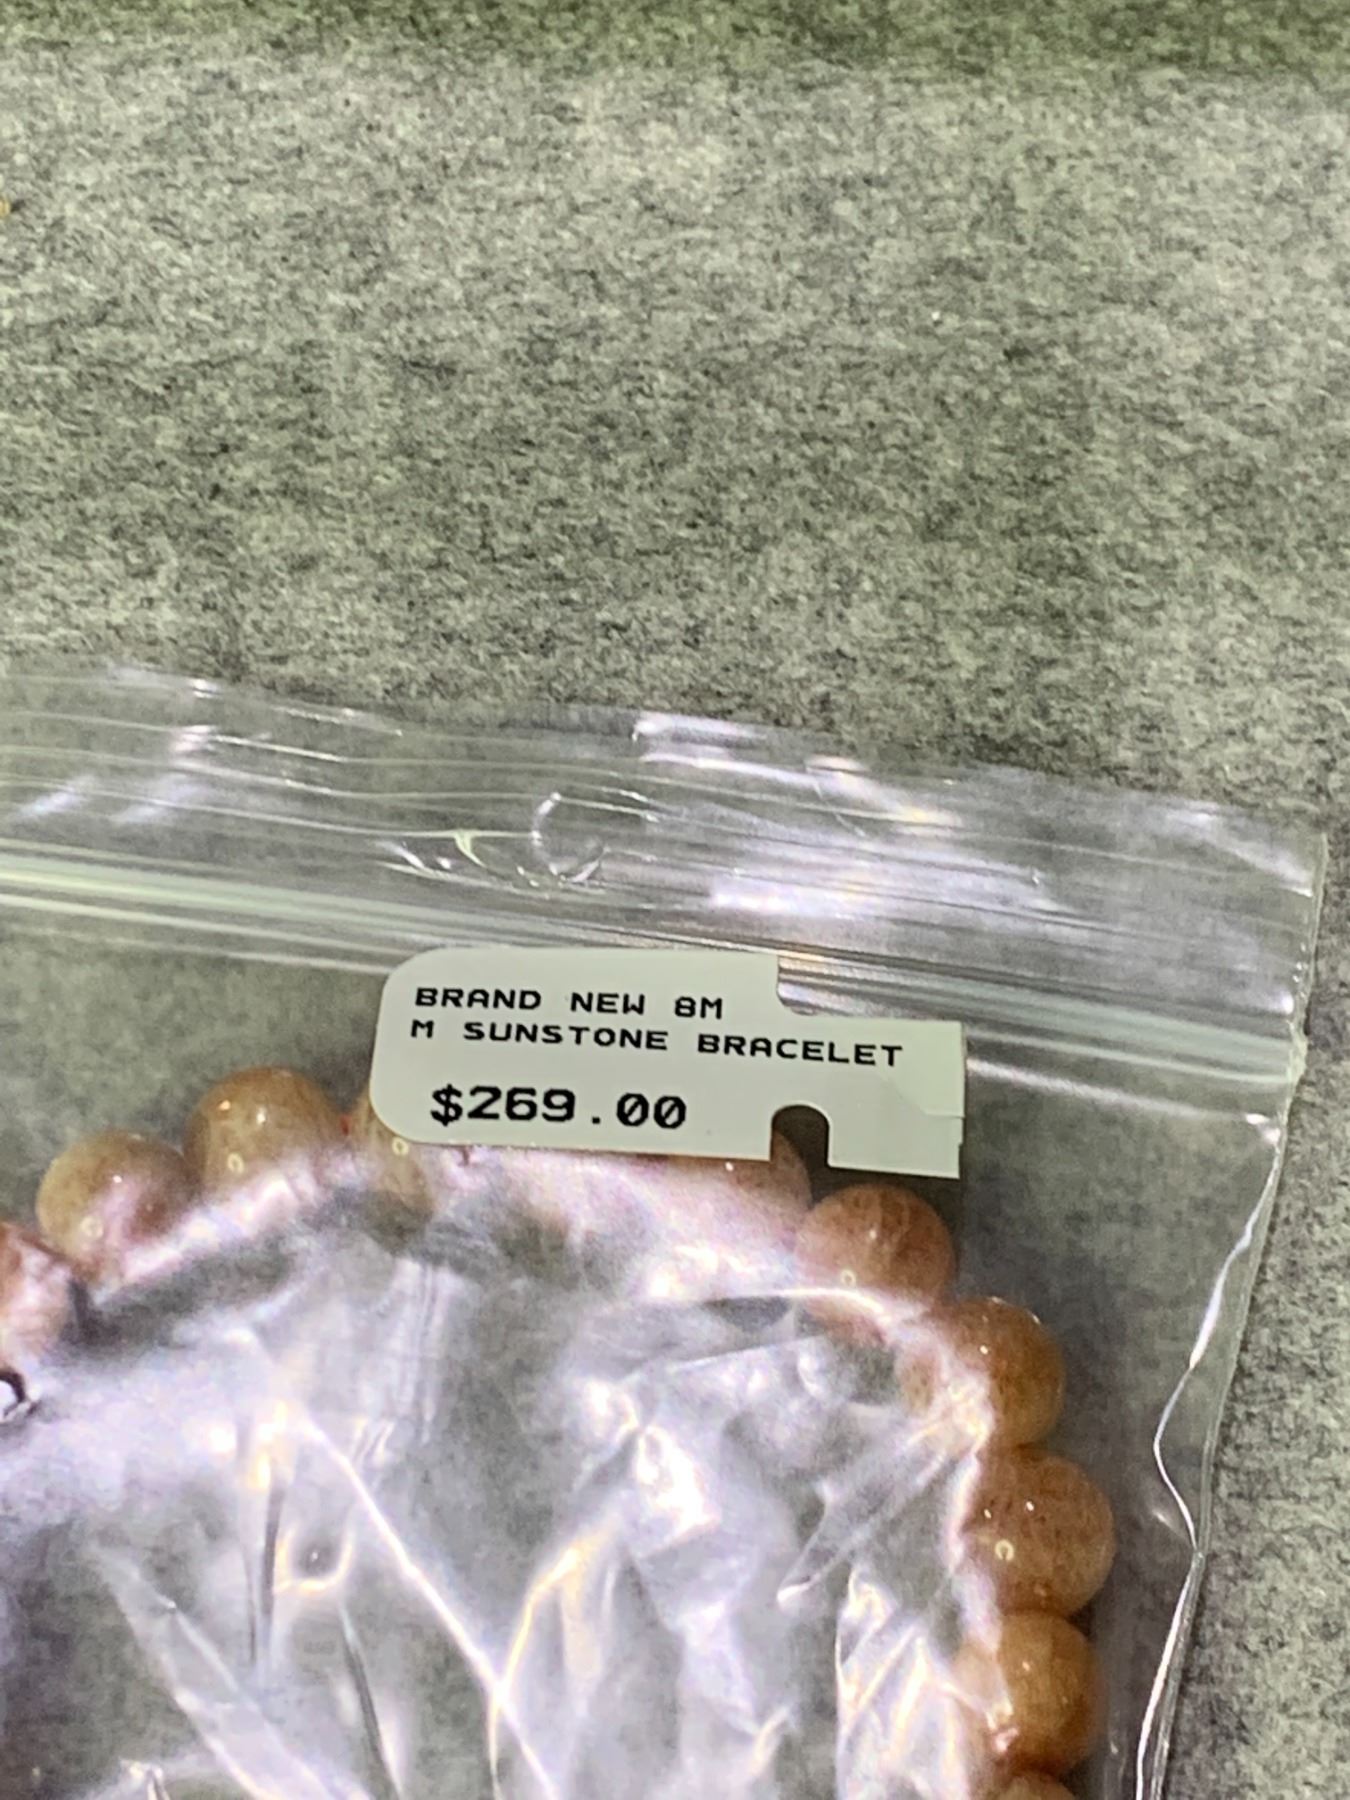 BRAND NEW 8M
M SUNSTONE BRACELET
$269.00